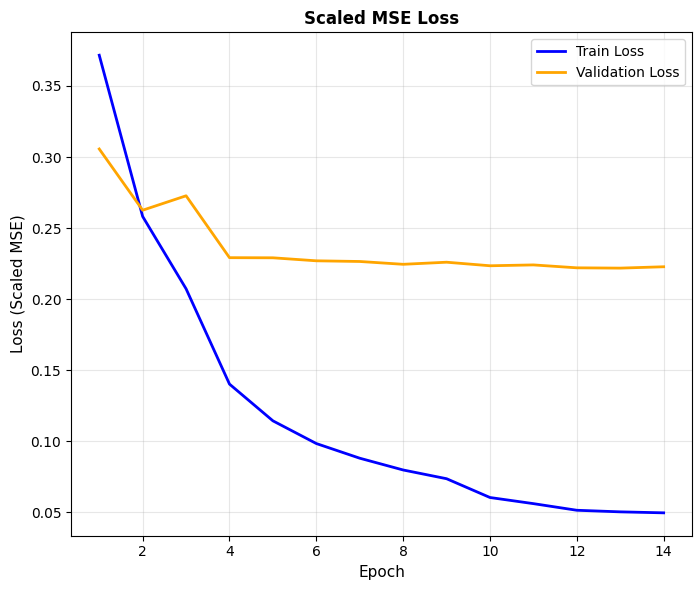 Scaled MSE Loss
Train Loss
Validation Loss
0.35
0.30
0.25
0.20
0.15
0.10
0.05
Loss (Scaled MSE)
2 4 6 8 10 12 14
Epoch